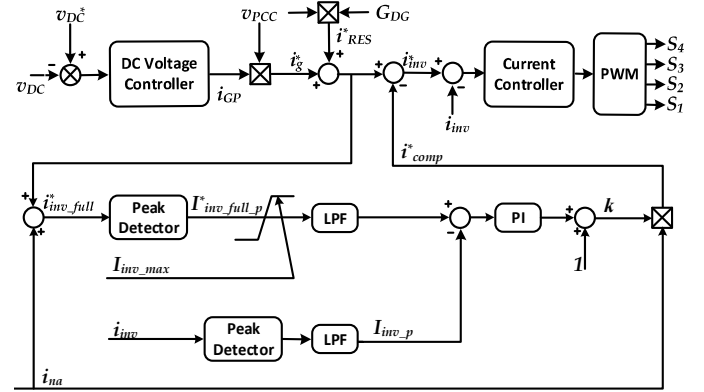 v*DC
vPCC
GDG
i*RES
- +
vDC
DC Voltage
Controller
iGP
i*g
+ +
+ -
i*inv
-
iinv
Current
Controller
PWM
S4
S3
S2
S1
i*comp
+ +
i*inv_full
Peak
Detector
I*inv_full_p
LPF
+ -
PI
+ +
k
1
Iinv_max
iinv
Peak
Detector
LPF
Iinv_p
ina